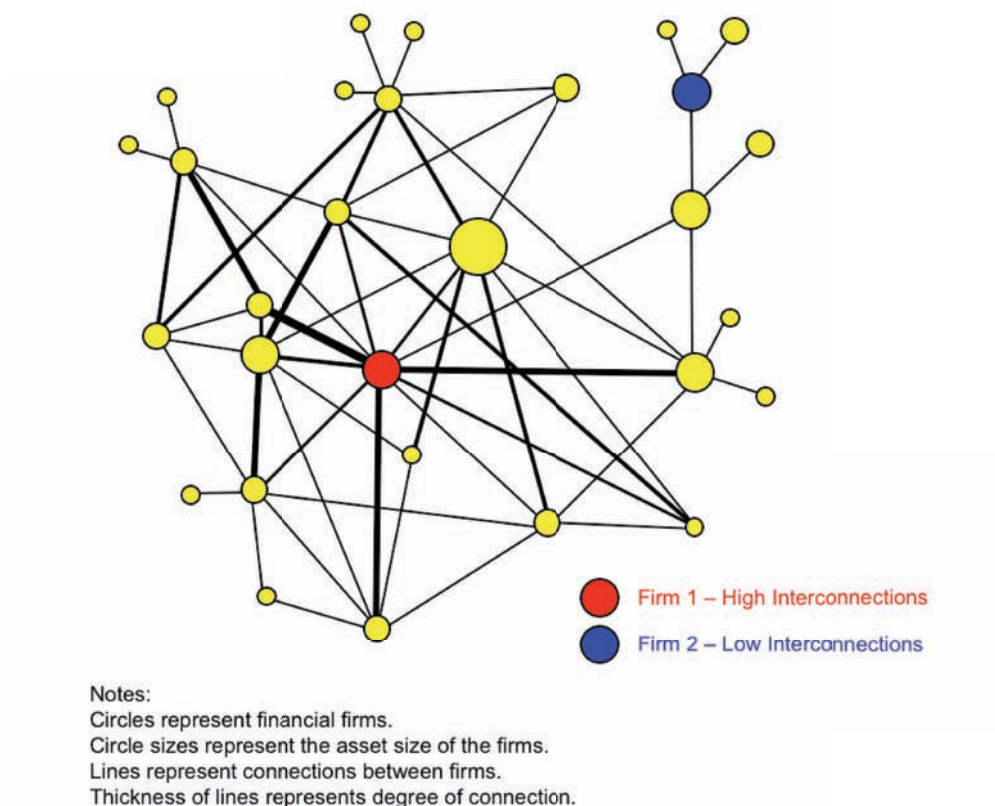 Firm 1 – High Interconnections
Firm 2 – Low Interconnections
Notes:
Circles represent financial firms.
Circle sizes represent the asset size of the firms.
Lines represent connections between firms.
Thickness of lines represents degree of connection.